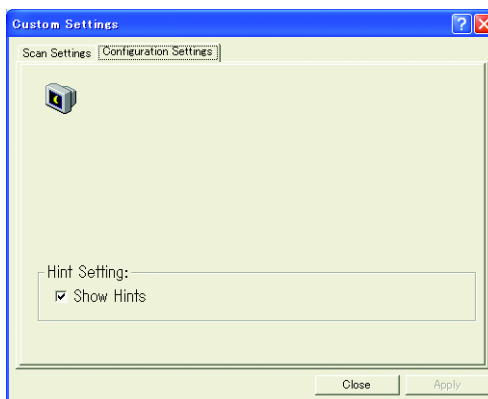 Custom Settings
Scan Settings Configuration Settings
Hint Setting:
Show Hints
Close Apply